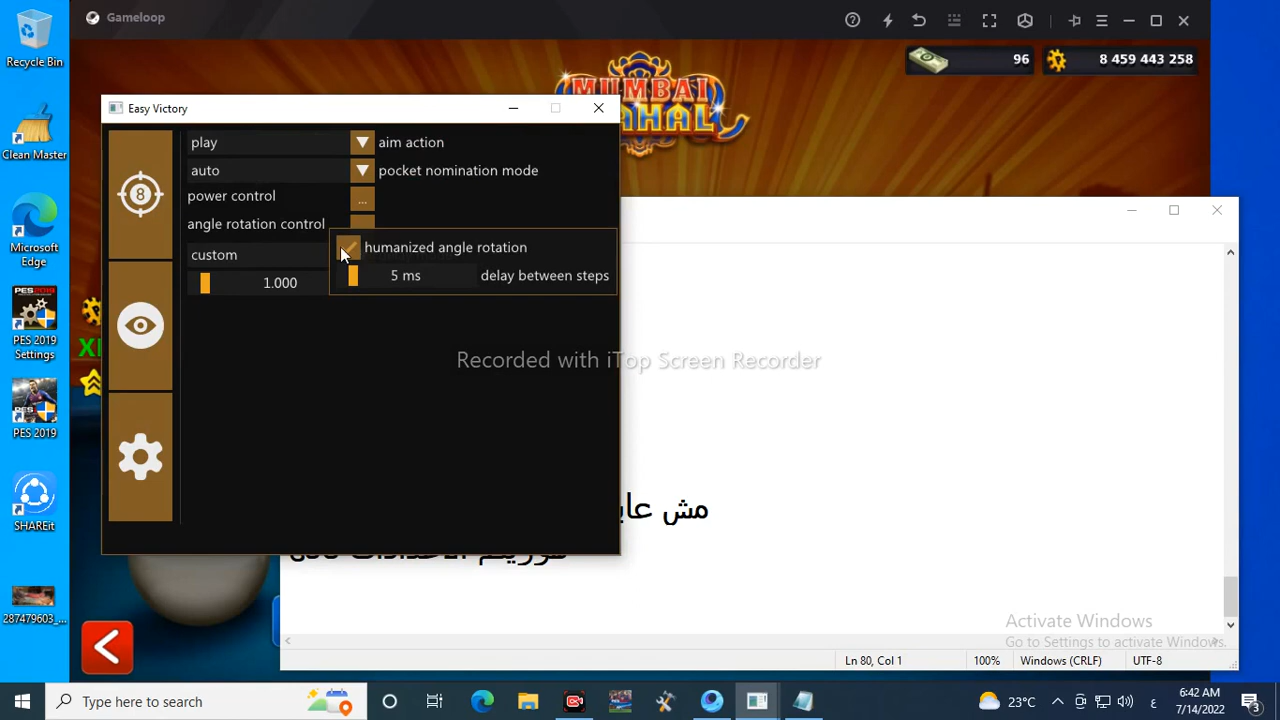 Gameloop
96
8 459 443 258
MUMBAI
MAHAL
Recycle Bin
Clean Master
Microsoft
Edge
PES 2019
Settings
PES 2019
SHAREit
287479603_...
Easy Victory
play
aim action
auto
pocket nomination mode
power control
...
angle rotation control
humanized angle rotation
custom
5 ms
delay between steps
1.000
8
Recorded with iTop Screen Recorder
مش
Activate Windows
Go to Settings to activate Windows.
Ln 80, Col 1
100%
Windows (CRLF)
UTF-8
Type here to search
23°C
ع
6:42 AM
7/14/2022
3